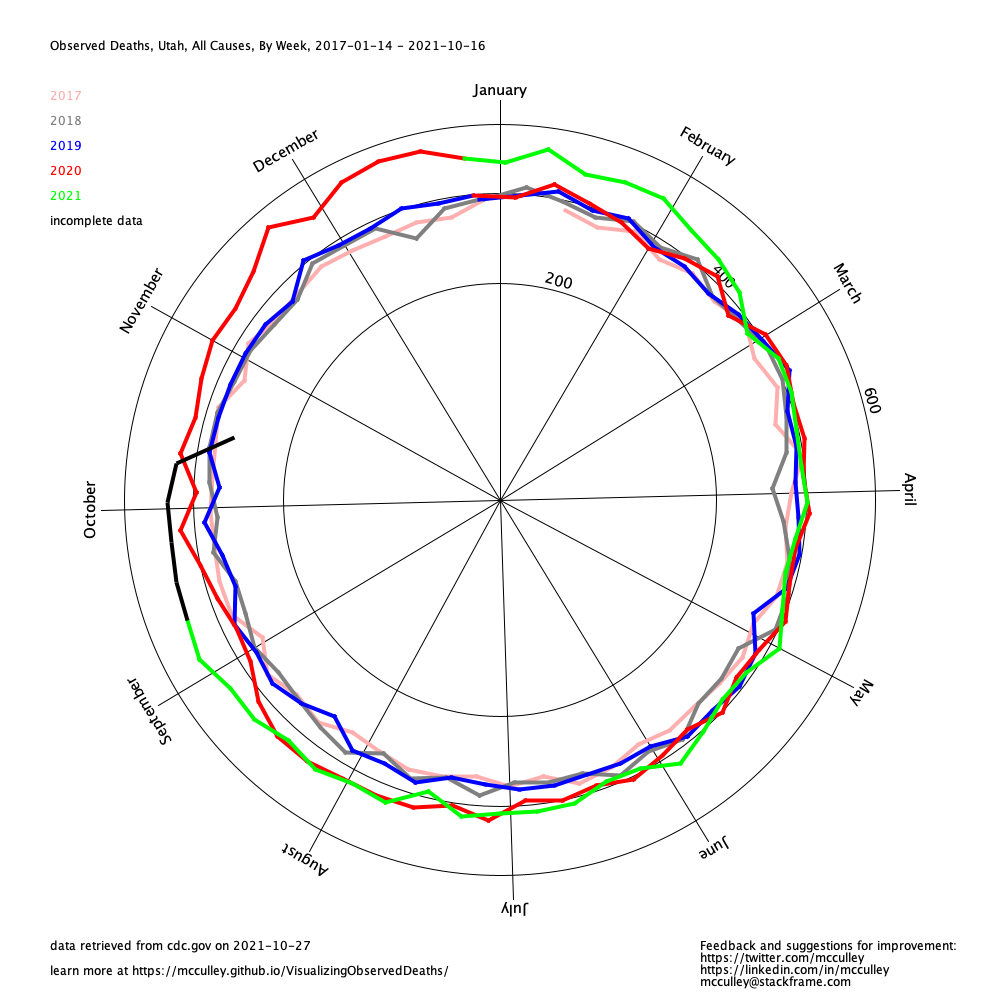 Observed Deaths, Utah, All Causes, By Week, 2017-01-14 - 2021-10-16
January
2017
2018
2019
2020
2021
incomplete data
December
February
November
March
200
400
600
October
April
September
May
August
June
July
data retrieved from cdc.gov on 2021-10-27
learn more at https://mcculley.github.io/VisualizingObservedDeaths/
Feedback and suggestions for improvement:
https://twitter.com/mcculley
https://linkedin.com/in/mcculley
mcculley@stackframe.com